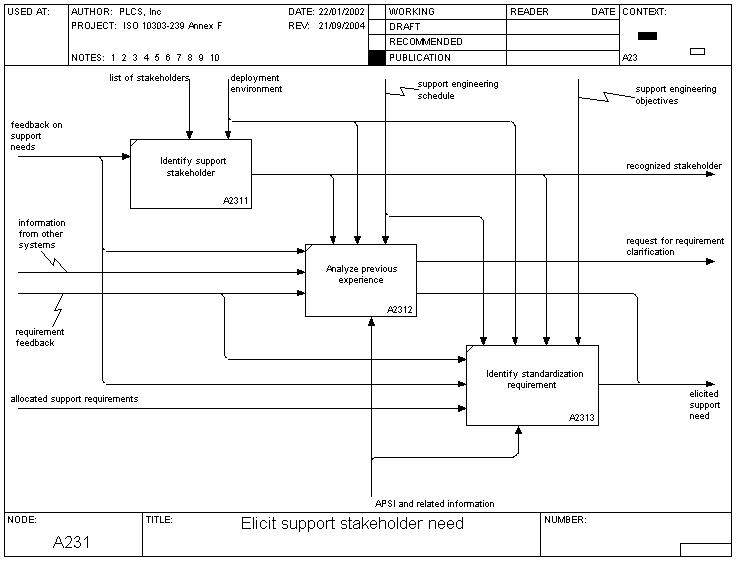 USED AT:
AUTHOR: PLCS, Inc
DATE: 22/01/2002
PROJECT: ISO 10303-239 Annex F
REV: 21/09/2004
NOTES: 1 2 3 4 5 6 7 8 9 10
WORKING
DRAFT
RECOMMENDED
PUBLICATION
READER
DATE
CONTEXT:
A23
list of stakeholders
deployment
environment
support engineering
schedule
support engineering
objectives
feedback on
support
needs
Identify support
stakeholder
A2311
recognized stakeholder
information
from other
systems
request for requirement
clarification
Analyze previous
experience
A2312
requirement
feedback
Identify standardization
requirement
A2313
allocated support requirements
elicited
support
need
APSI and related information
NODE:
A231
TITLE:
Elicit support stakeholder need
NUMBER: